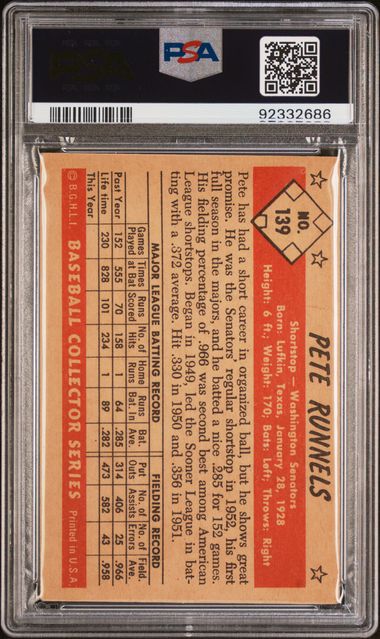 PSA
92332686
NO.
139
PETE RUNNELS
Shortstop — Washington Senators
Born: Lufkin, Texas, January 28, 1928
Height: 6 ft., Weight: 170; Bats: Left; Throws: Right
Pete has had a short career in organized ball, but he shows great
promise. He was the Senators' regular shortstop in 1952, his first
full season in the majors, and he batted a nice .285 for 152 games.
His fielding percentage of .966 was second best among American
League shortstops. Began in 1949, led the Sooner League in bat-
ting with a .372 average. Hit .330 in 1950 and .356 in 1951.
MAJOR LEAGUE BATTING RECORD FIELDING RECORD
Games Times Runs No. of Home Runs Bat. Put No. of No. of Field.
Played at Bat Scored Hits Runs Bat. In Ave. Outs Assists Errors Ave.
Past Year 152 555 70 158 1 64 .285 314 406 25 .966
Life time 230 828 101 234 1 89 .282 473 582 43 .958
This Year
© B.G.H.L.I. BASEBALL COLLECTOR SERIES Printed in U.S.A.